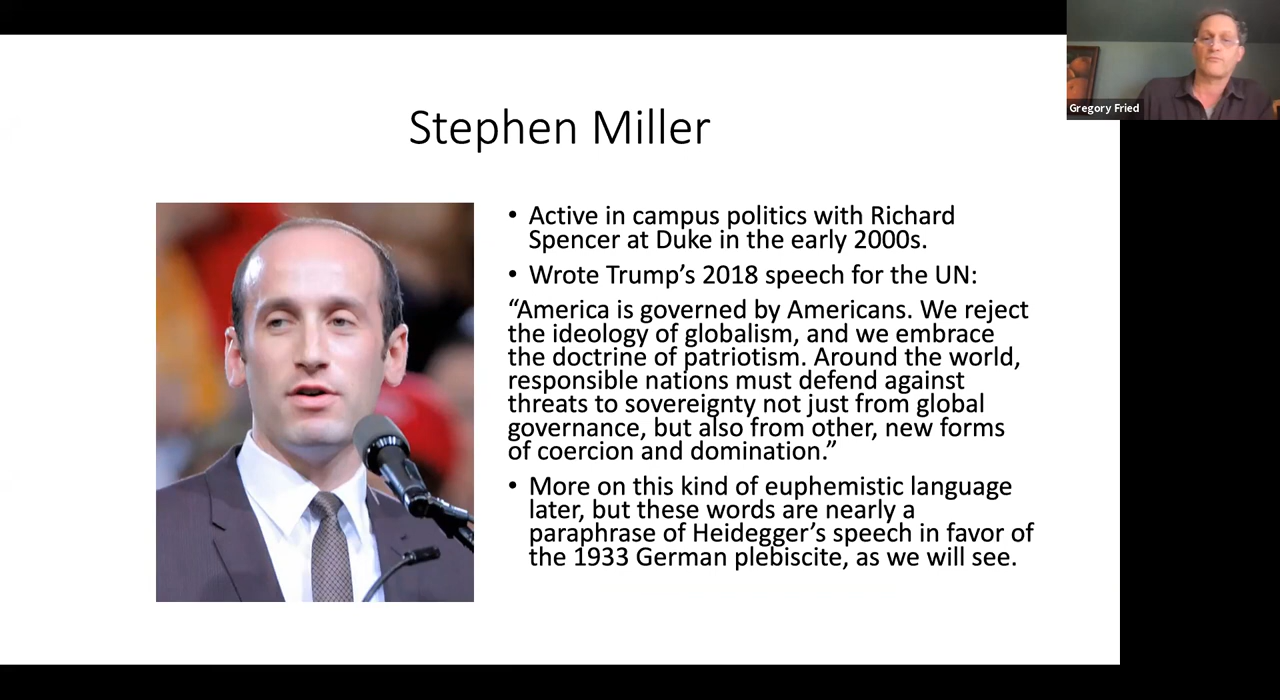 Gregory Fried
Stephen Miller
• Active in campus politics with Richard
Spencer at Duke in the early 2000s.
• Wrote Trump’s 2018 speech for the UN:
“America is governed by Americans. We reject
the ideology of globalism, and we embrace
the doctrine of patriotism. Around the world,
responsible nations must defend against
threats to sovereignty not just from global
governance, but also from other, new forms
of coercion and domination.”
• More on this kind of euphemistic language
later, but these words are nearly a
paraphrase of Heidegger’s speech in favor of
the 1933 German plebiscite, as we will see.